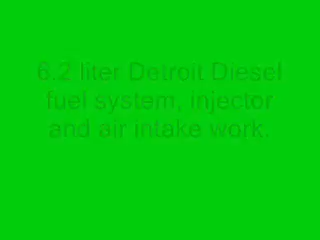 6.2 liter Detroit Diesel
fuel system, injector
and air intake work.